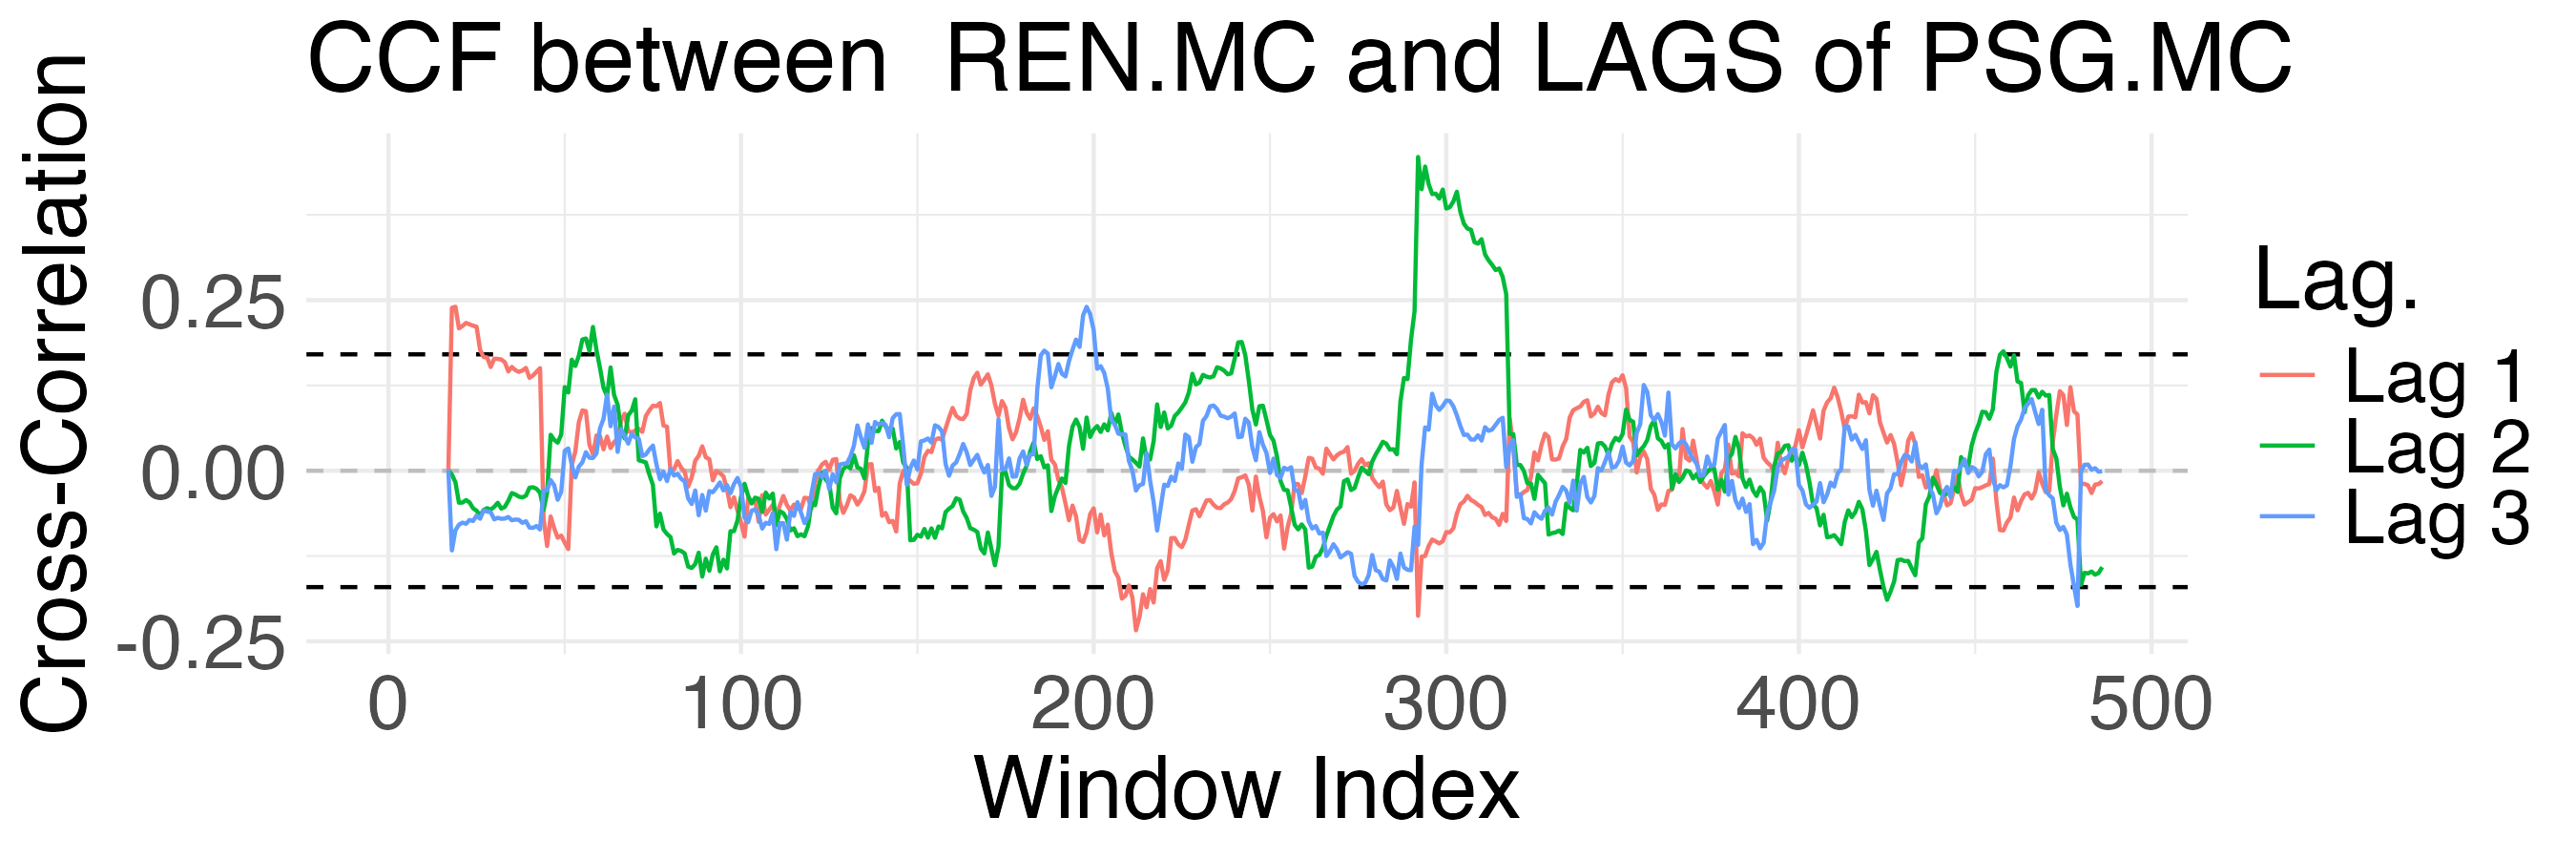 CCF between  REN.MC and LAGS of PSG.MC
Cross-Correlation
0.25
0.00
-0.25
0 100 200 300 400 500
Window Index
Lag.
Lag 1
Lag 2
Lag 3